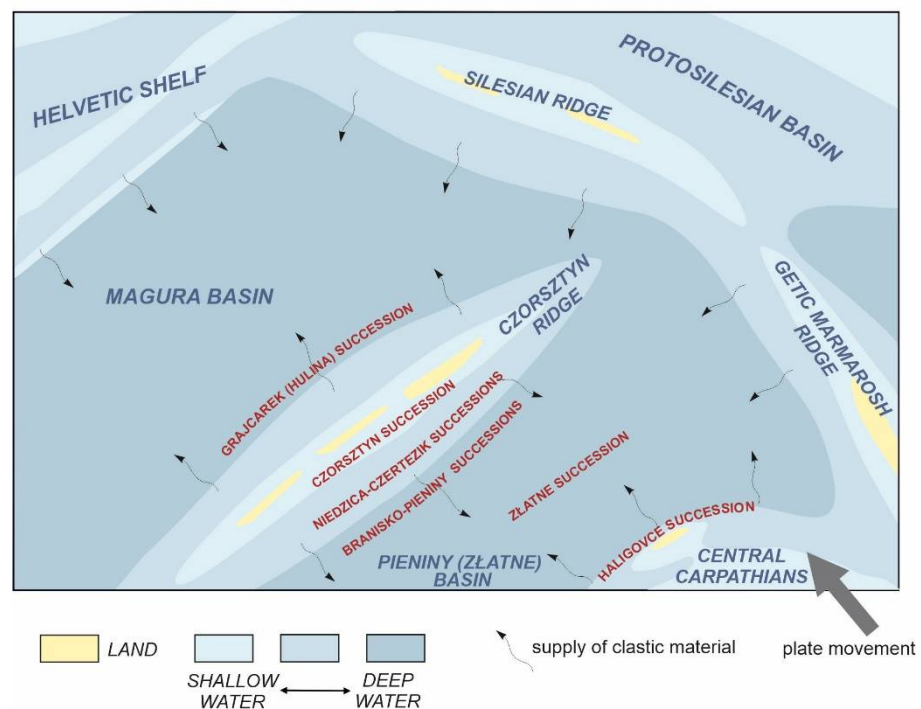 HELVETIC SHELF
SILESIAN RIDGE
PROTOSILESIAN BASIN
MAGURA BASIN
CZORSZTYN
RIDGE
GETIC MARMAROSH
RIDGE
GRAJCAREK (HULINA) SUCCESSION
CZORSZTYN SUCCESSION
NIEDZICA-CZERTEZIK SUCCESSIONS
BRANISKO-PIENINY SUCCESSIONS
ZŁATNE SUCCESSION
HALIGOVCE SUCCESSION
PIENINY (ZŁATNE)
BASIN
CENTRAL
CARPATHIANS
LAND
SHALLOW
WATER
DEEP
WATER
supply of clastic material
plate movement